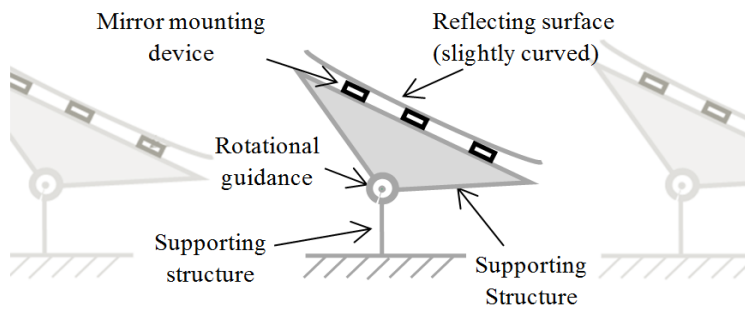 Mirror mounting
device
Reflecting surface
(slightly curved)
Rotational
guidance
Supporting
structure
Supporting
Structure